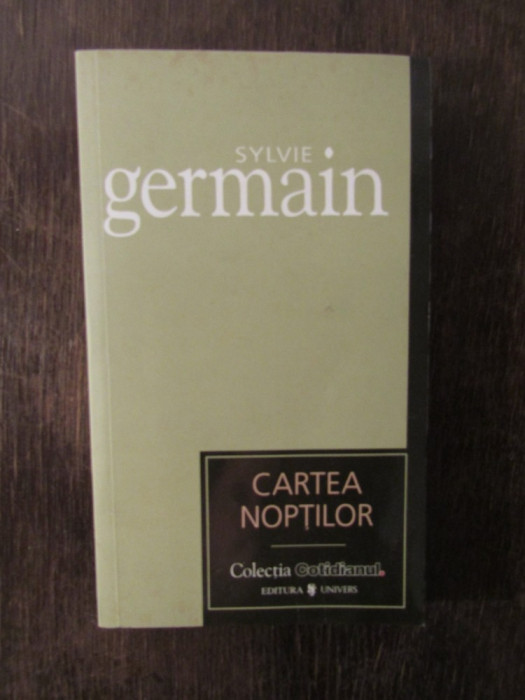 SYLVIE
germain
CARTEA
NOPȚILOR
Colecția Cotidianul.
EDITURA UNIVERS